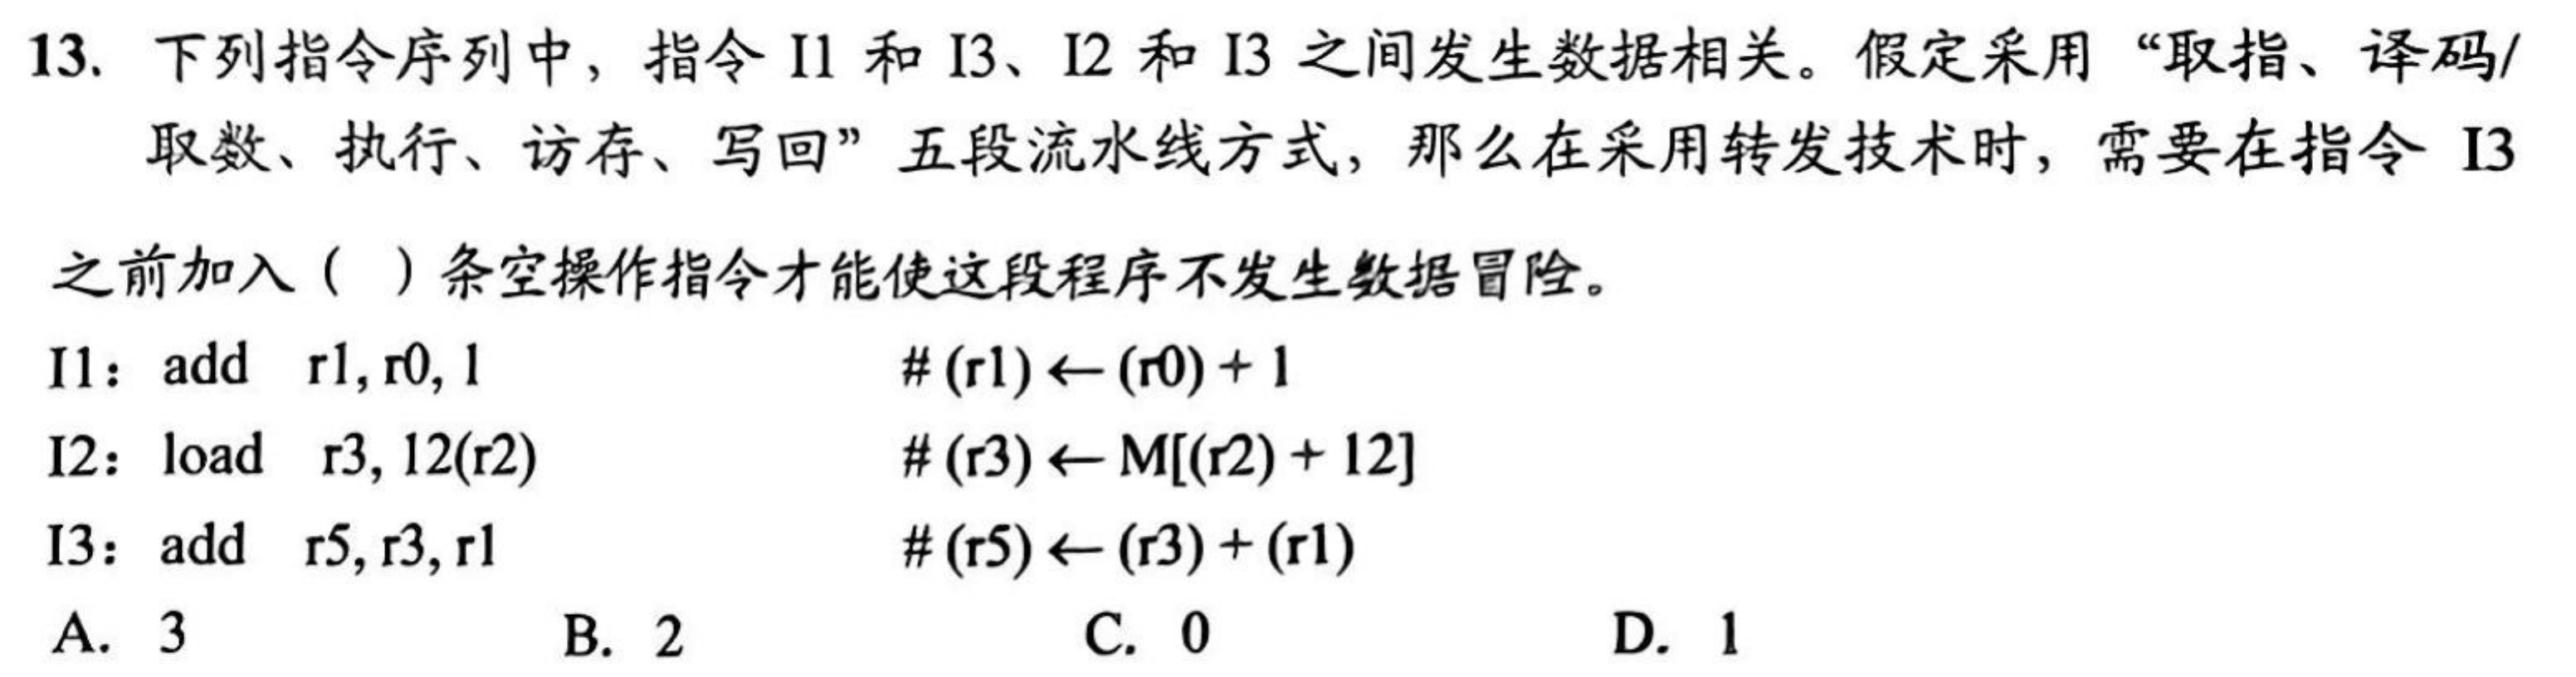 13. 下列指令序列中，指令 I1 和 I3、I2 和 I3 之间发生数据相关。假定采用“取指、译码/
取数、执行、访存、写回”五段流水线方式，那么在采用转发技术时，需要在指令 I3
之前加入（ ）条空操作指令才能使这段程序不发生数据冒险。
I1： add r1, r0, 1 # (r1) ← (r0) + 1
I2： load r3, 12(r2) # (r3) ← M[(r2) + 12]
I3： add r5, r3, r1 # (r5) ← (r3) + (r1)
A. 3 B. 2 C. 0 D. 1